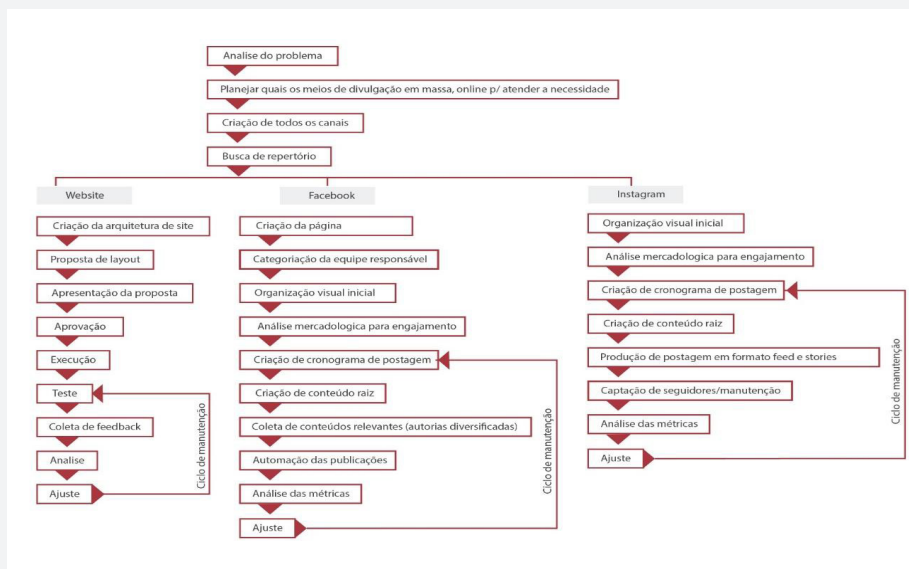 Analise do problema
Planejar quais os meios de divulgação em massa, online p/ atender a necessidade
Criação de todos os canais
Busca de repertório
Website
Criação da arquitetura de site
Proposta de layout
Apresentação da proposta
Aprovação
Execução
Teste
Coleta de feedback
Analise
Ajuste
Ciclo de manutenção
Facebook
Criação da página
Categoriação da equipe responsável
Organização visual inicial
Análise mercadologica para engajamento
Criação de cronograma de postagem
Criação de conteúdo raiz
Coleta de conteúdos relevantes (autorias diversificadas)
Automação das publicações
Análise das métricas
Ajuste
Ciclo de manutenção
Instagram
Organização visual inicial
Análise mercadologica para engajamento
Criação de cronograma de postagem
Criação de conteúdo raiz
Produção de postagem em formato feed e stories
Captação de seguidores/manutenção
Análise das métricas
Ajuste
Ciclo de manutenção